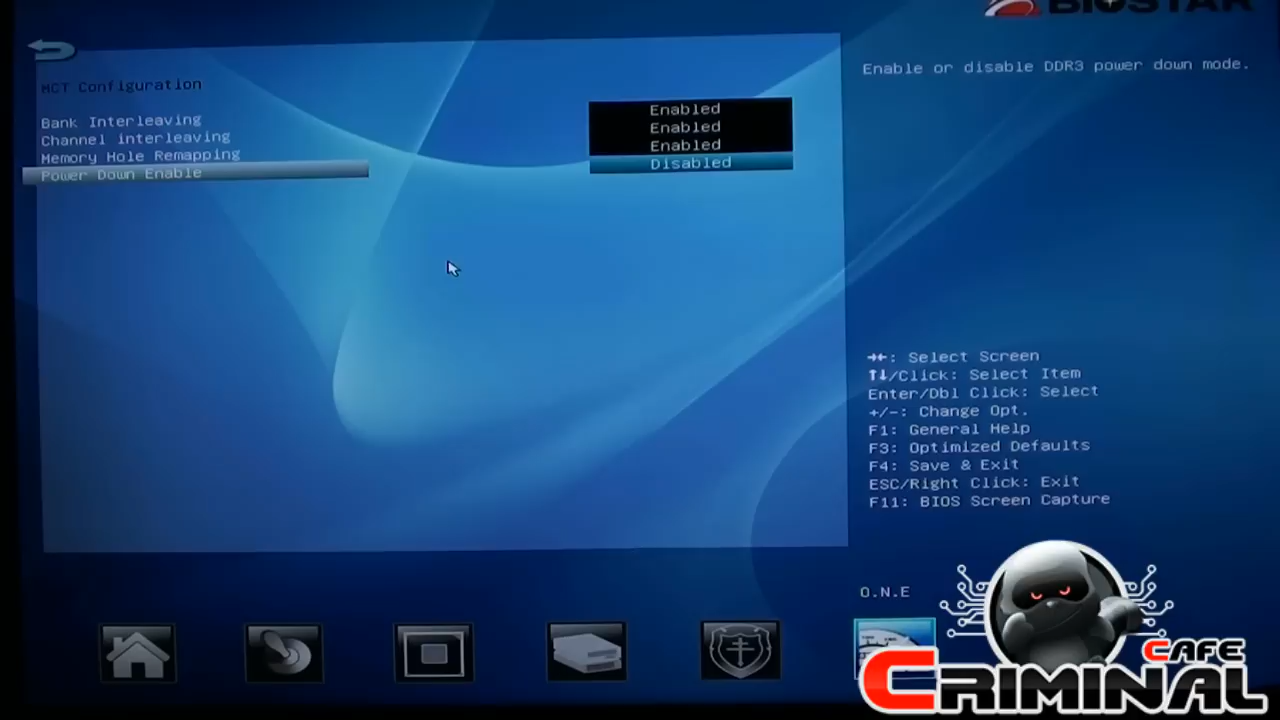 BIOSTAR
MCT Configuration
Bank Interleaving Enabled
Channel interleaving Enabled
Memory Hole Remapping Enabled
Power Down Enable Disabled
Enable or disable DDR3 power down mode.
→←: Select Screen
↑↓/Click: Select Item
Enter/Dbl Click: Select
+/-: Change Opt.
F1: General Help
F3: Optimized Defaults
F4: Save & Exit
ESC/Right Click: Exit
F11: BIOS Screen Capture
O.N.E
CAFE
CRIMINAL